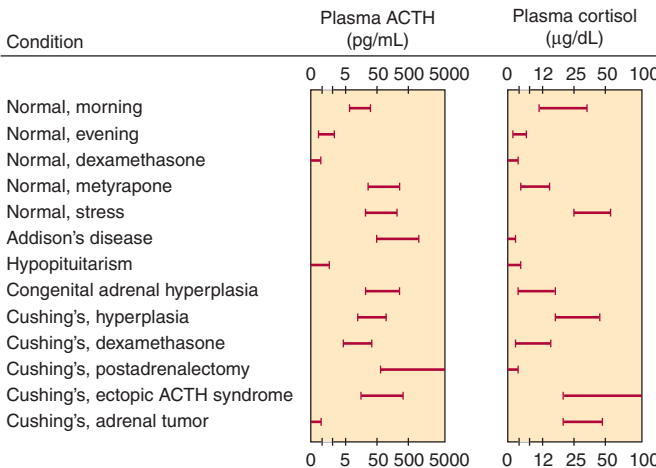 Plasma ACTH Plasma cortisol
Condition (pg/mL) (µg/dL)
0 5 50 500 5000 0 12 25 50 100
Normal, morning
Normal, evening
Normal, dexamethasone
Normal, metyrapone
Normal, stress
Addison's disease
Hypopituitarism
Congenital adrenal hyperplasia
Cushing's, hyperplasia
Cushing's, dexamethasone
Cushing's, postadrenalectomy
Cushing's, ectopic ACTH syndrome
Cushing's, adrenal tumor
0 5 50 500 5000 0 12 25 50 100